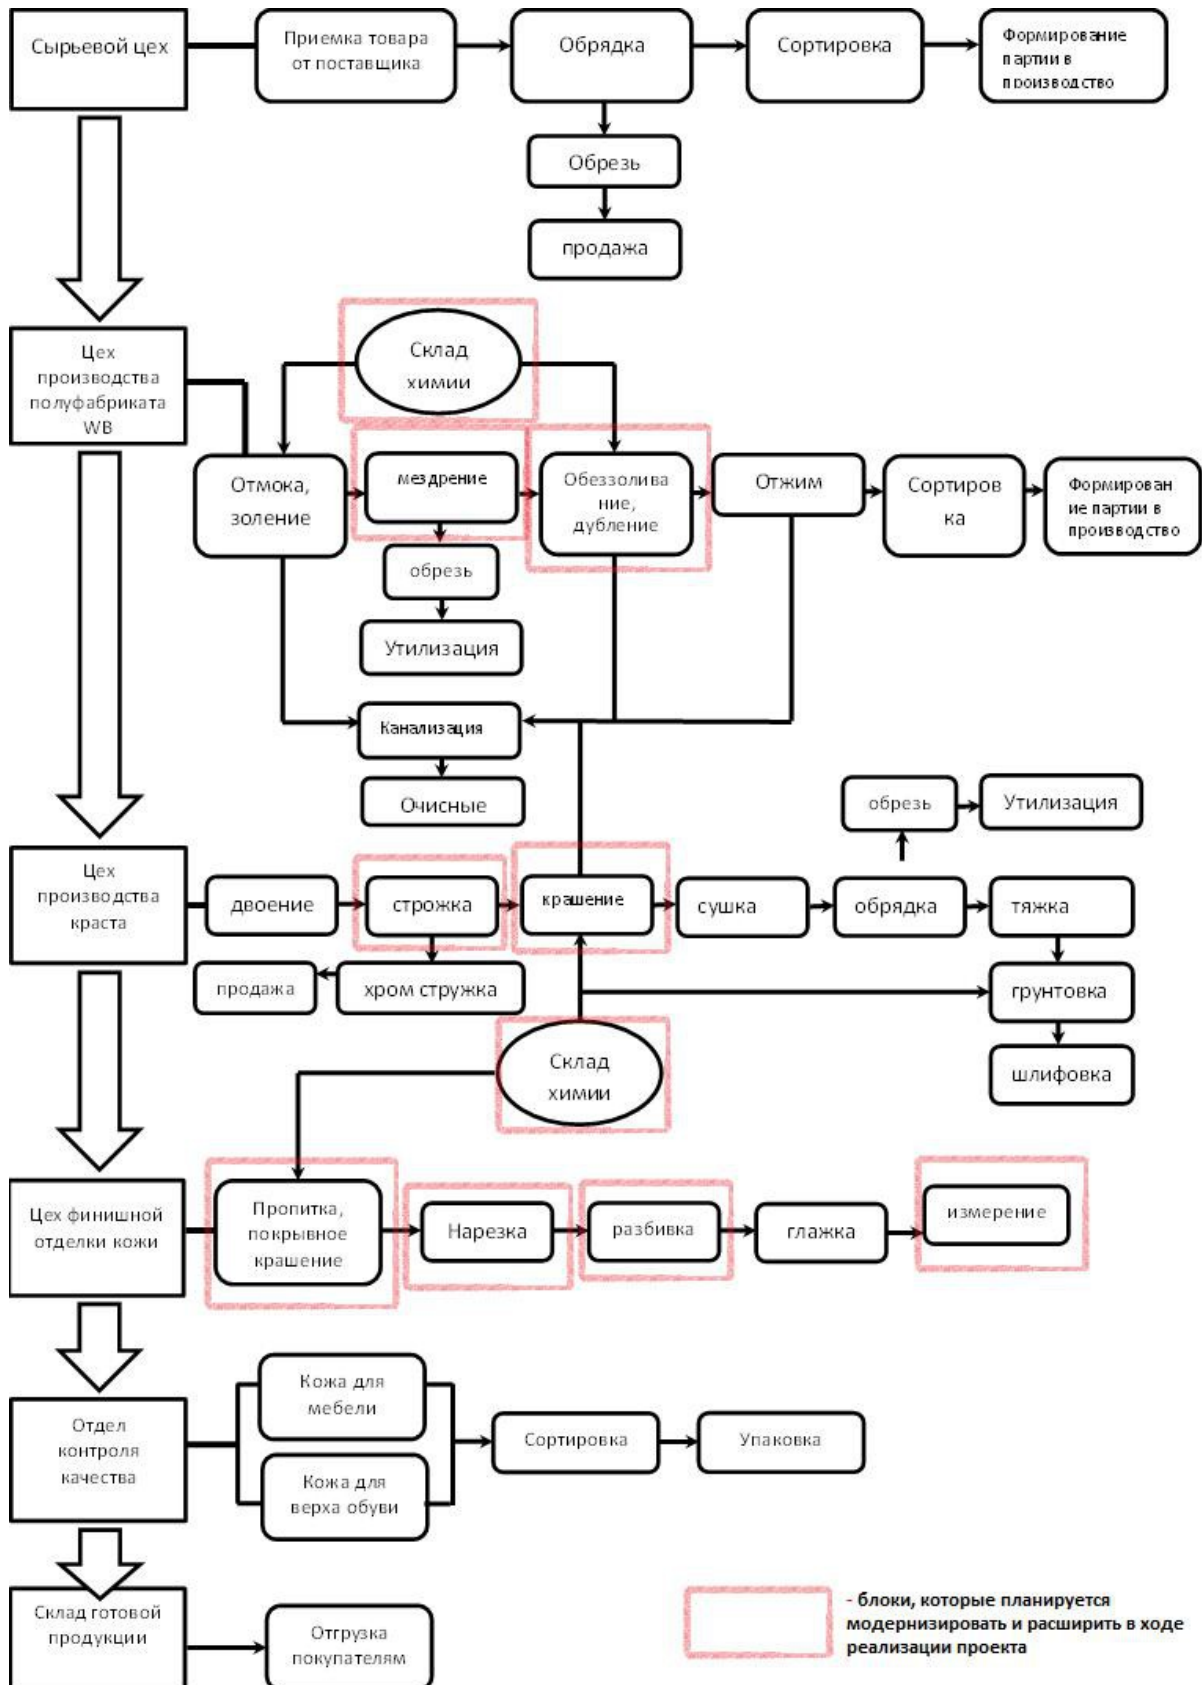 Сырьевой цех
Приемка товара
от поставщика
Обрядка
Сортировка
Формирование
партии в
производство
Обрезь
продажа
Цех
производства
полуфабриката
WB
Склад
химии
Отмока,
золение
мездрение
Обеззолива
ние,
дубление
Отжим
Сортиров
ка
Формирован
ие партии в
производство
обрезь
Утилизация
Канализация
Очисные
обрезь
Утилизация
Цех
производства
краста
двоение
строжка
крашение
сушка
обрядка
тяжка
продажа
хром стружка
грунтовка
Склад
химии
шлифовка
Цех финишной
отделки кожи
Пропитка,
покрывное
крашение
Нарезка
разбивка
глажка
измерение
Отдел
контроля
качества
Кожа для
мебели
Кожа для
верха обуви
Сортировка
Упаковка
Склад готовой
продукции
Отгрузка
покупателям
- блоки, которые планируется
модернизировать и расширить в ходе
реализации проекта